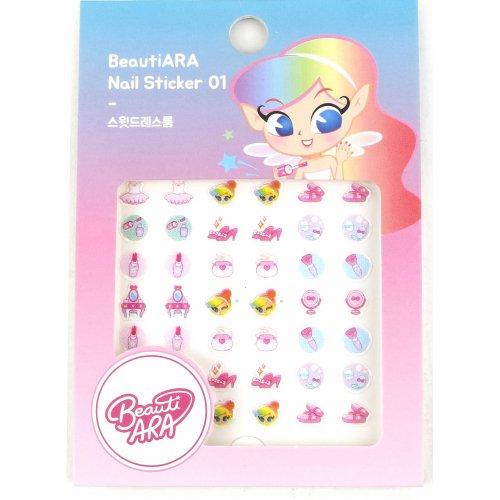 BeautiARA
Nail Sticker 01
스윗드레스룸
Beauti
ARA